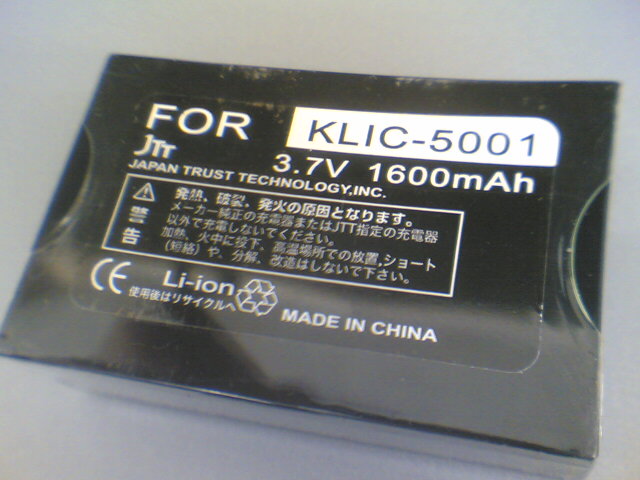 FOR KLIC-5001
JTT 3.7V 1600mAh
JAPAN TRUST TECHNOLOGY,INC.
警告
発熱、破裂、発火の原因となります。
メーカー純正の充電器またはJTT指定の充電器
以外で充電しないでください。
加熱、火中に投下、高温場所での放置,ショート
(短絡)や、分解、改造はしないで下さい。
CE Li-ion
使用後はリサイクルへ
MADE IN CHINA